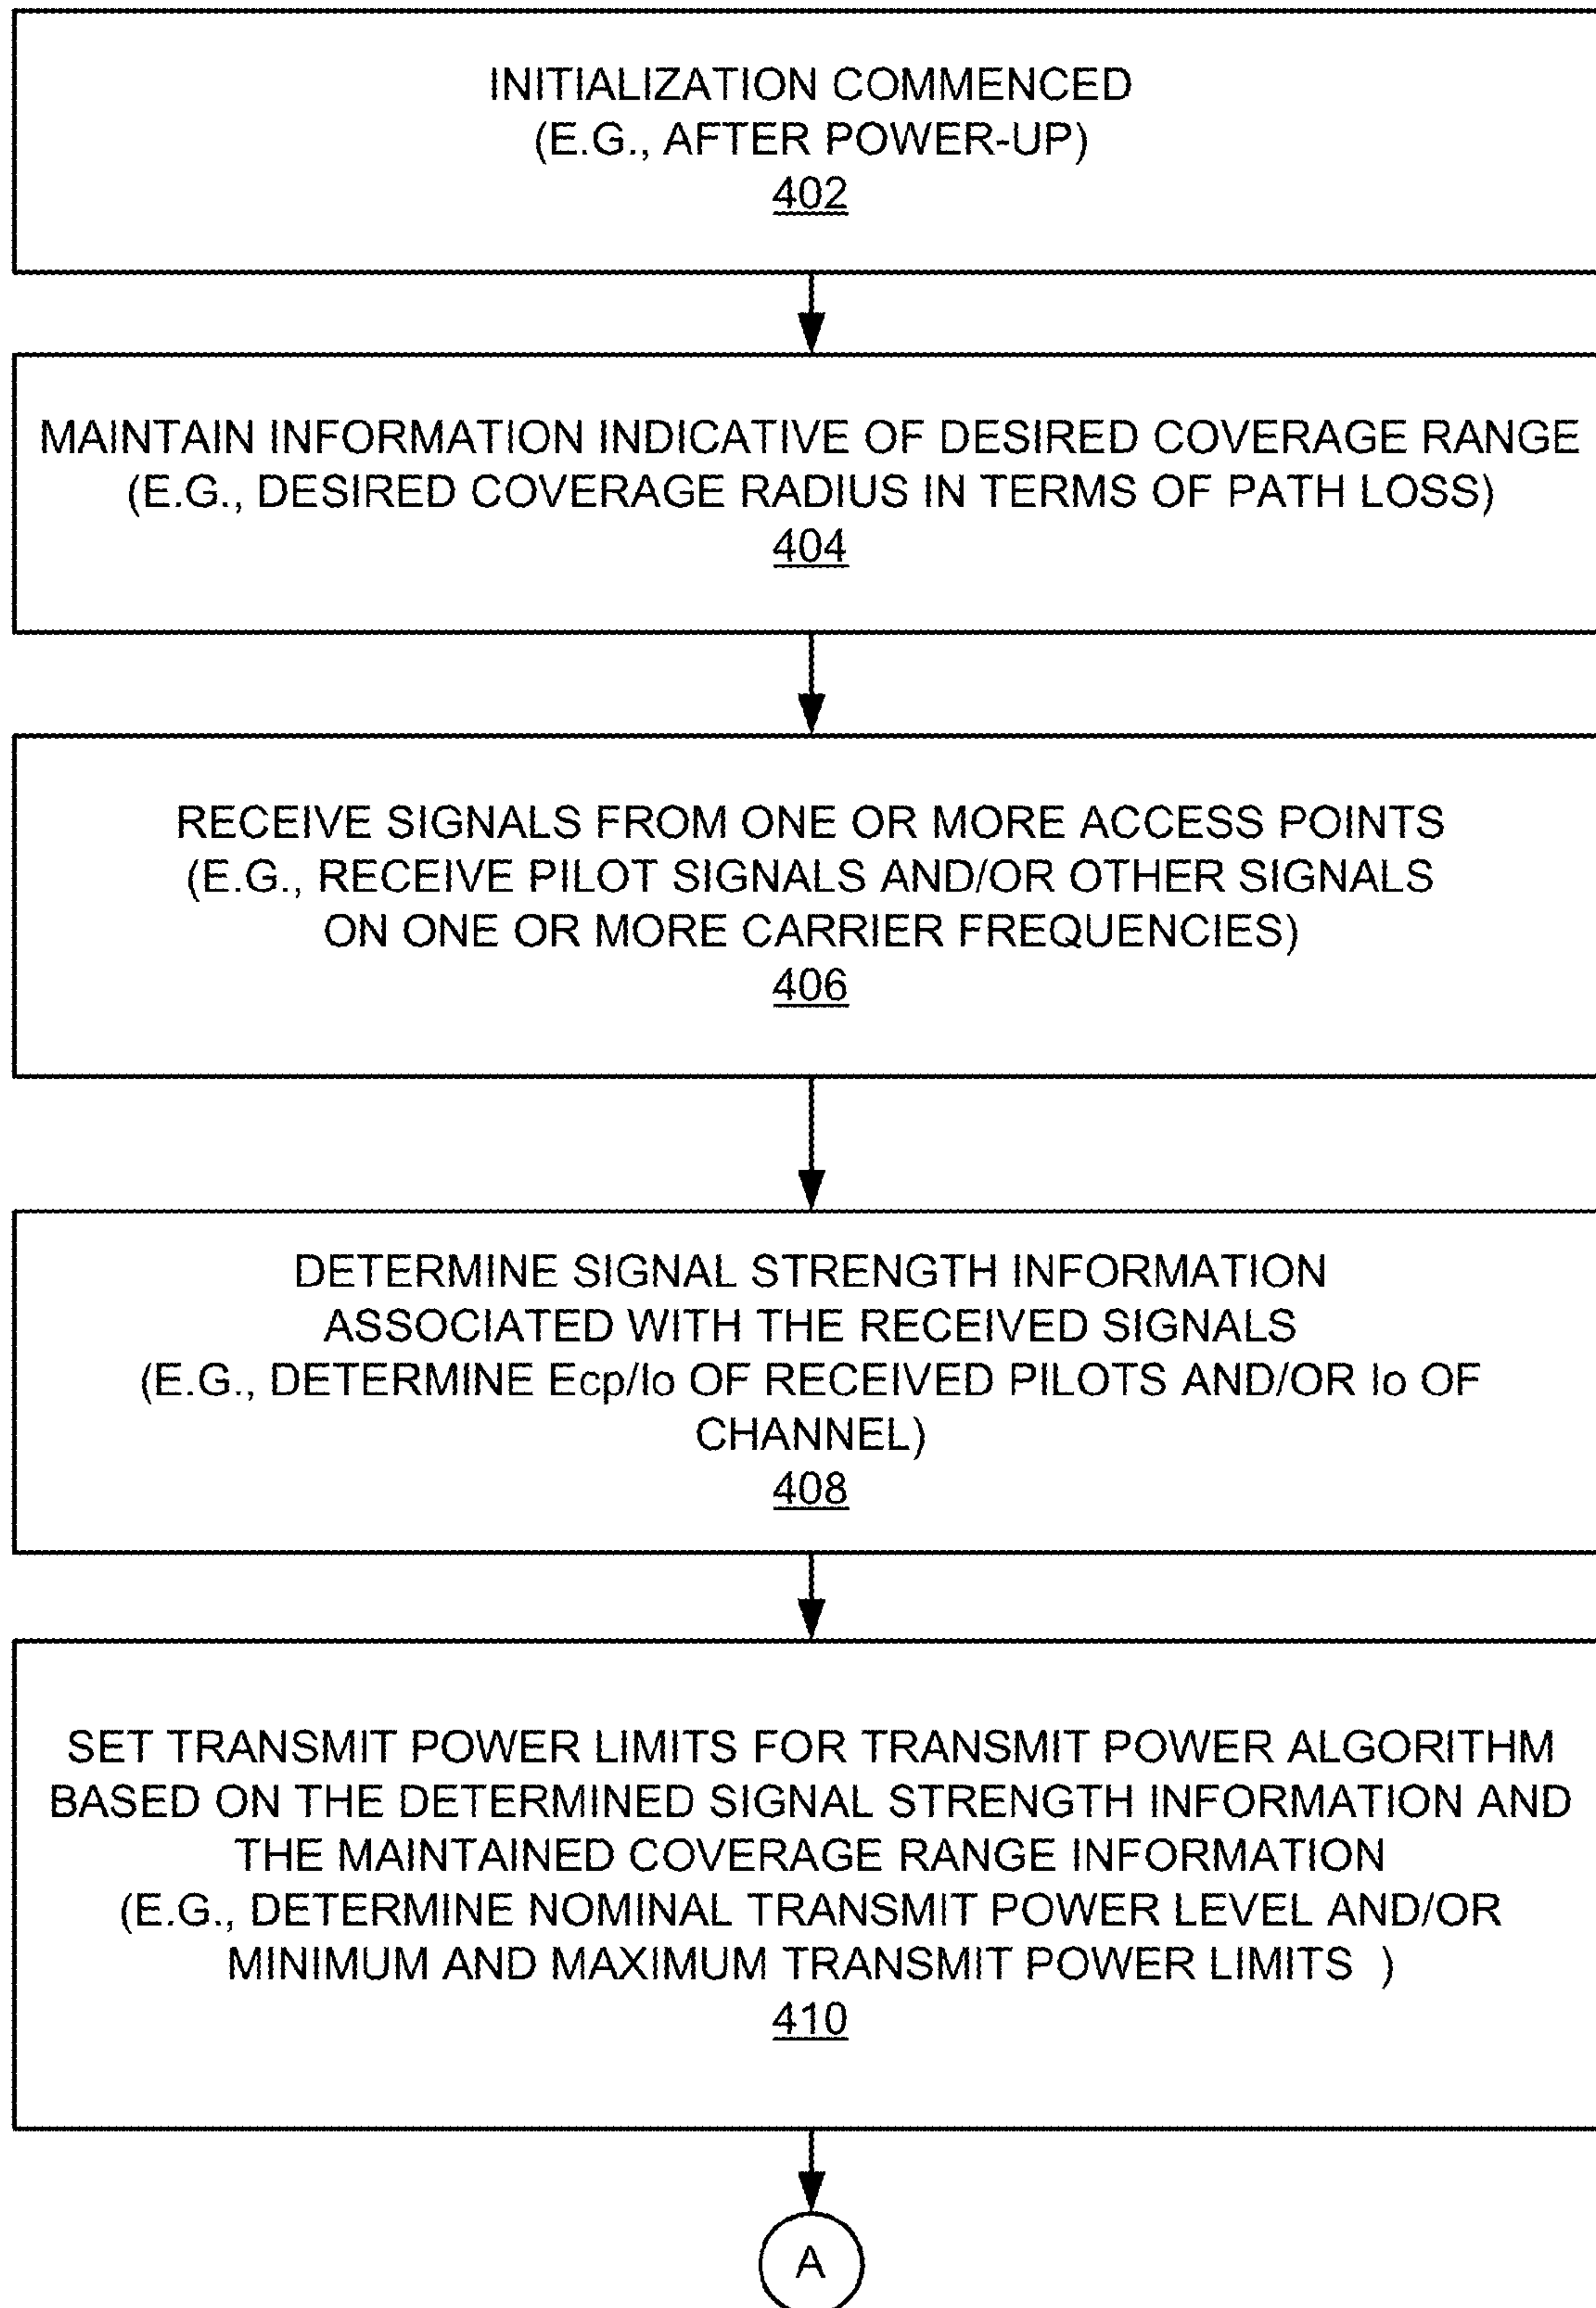 INITIALIZATION COMMENCED
(E.G., AFTER POWER-UP)
402
MAINTAIN INFORMATION INDICATIVE OF DESIRED COVERAGE RANGE
(E.G., DESIRED COVERAGE RADIUS IN TERMS OF PATH LOSS)
404
RECEIVE SIGNALS FROM ONE OR MORE ACCESS POINTS
(E.G., RECEIVE PILOT SIGNALS AND/OR OTHER SIGNALS
ON ONE OR MORE CARRIER FREQUENCIES)
406
DETERMINE SIGNAL STRENGTH INFORMATION
ASSOCIATED WITH THE RECEIVED SIGNALS
(E.G., DETERMINE Ecp/Io OF RECEIVED PILOTS AND/OR Io OF
CHANNEL)
408
SET TRANSMIT POWER LIMITS FOR TRANSMIT POWER ALGORITHM
BASED ON THE DETERMINED SIGNAL STRENGTH INFORMATION AND
THE MAINTAINED COVERAGE RANGE INFORMATION
(E.G., DETERMINE NOMINAL TRANSMIT POWER LEVEL AND/OR
MINIMUM AND MAXIMUM TRANSMIT POWER LIMITS  )
410
A